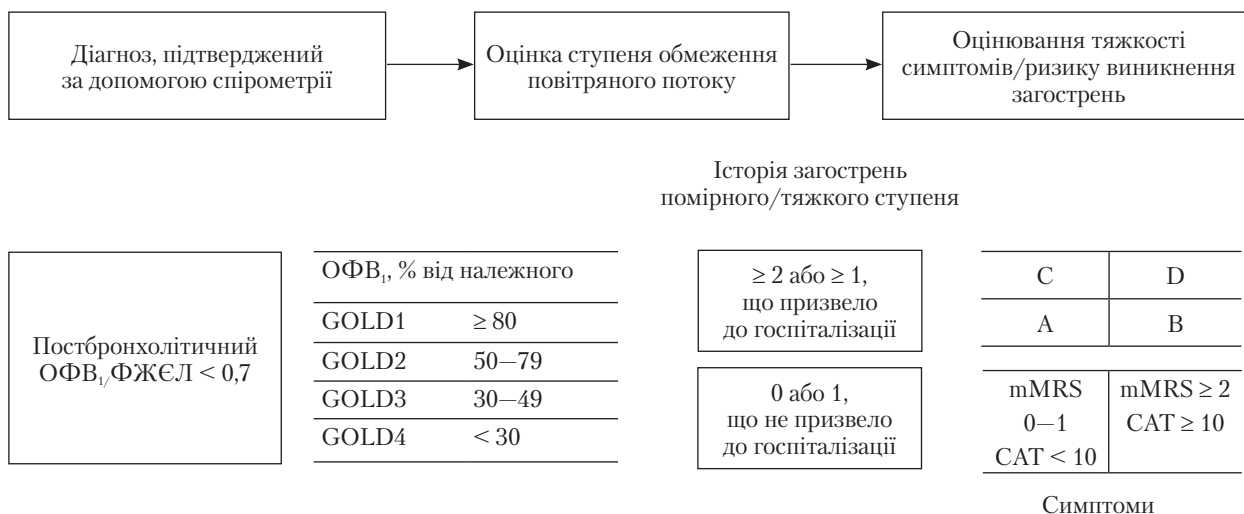 Діагноз, підтверджений
за допомогою спірометрії
Оцінка ступеня обмеження
повітряного потоку
Оцінювання тяжкості
симптомів/ризику виникнення
загострень
Історія загострень
помірного/тяжкого ступеня
Постбронхолітичний
ОФВ₁/ФЖЄЛ < 0,7
ОФВ₁, % від належного
GOLD1 ≥ 80
GOLD2 50–79
GOLD3 30–49
GOLD4 < 30
≥ 2 або ≥ 1,
що призвело
до госпіталізації
0 або 1,
що не призвело
до госпіталізації
C D
A B
mMRS mMRS ≥ 2
0–1 CAT ≥ 10
CAT < 10
Симптоми